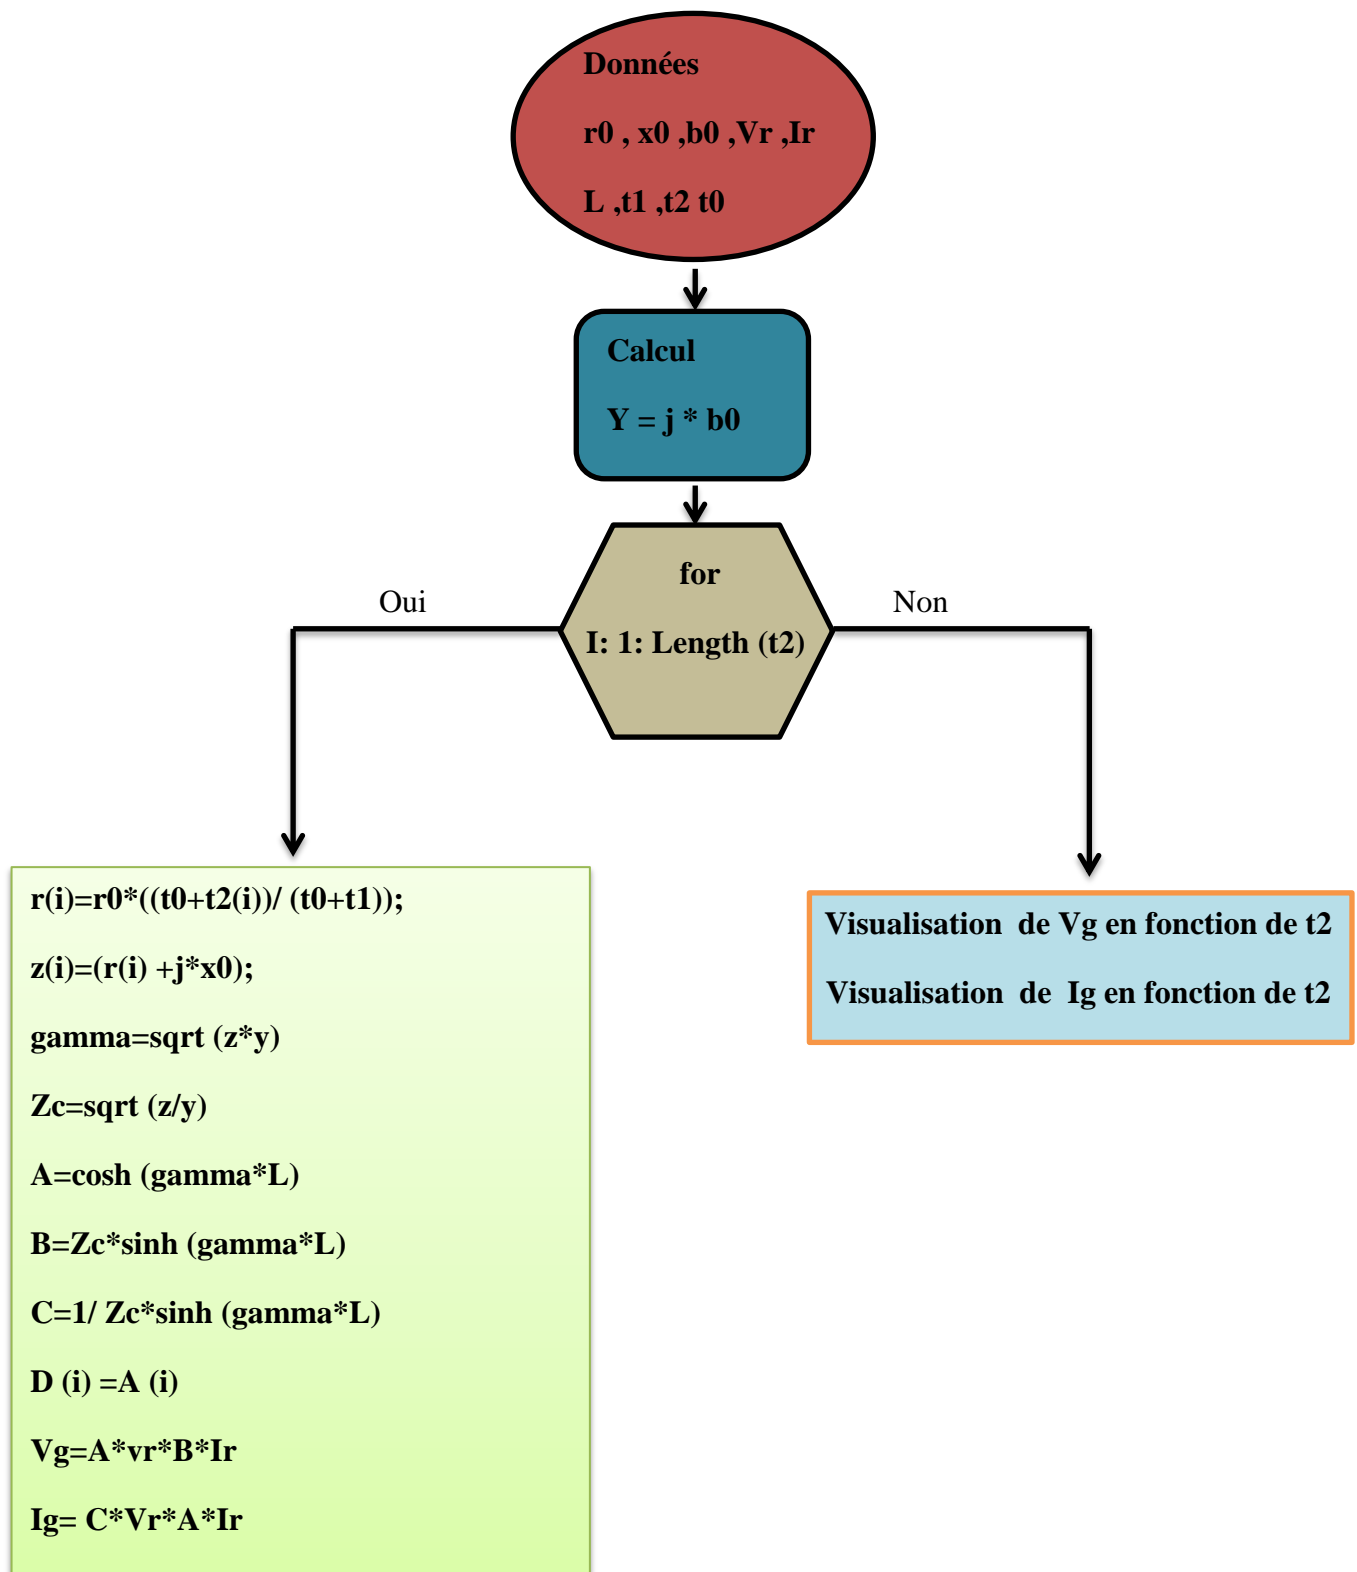 Données
r0 , x0 ,b0 ,Vr ,Ir
L ,t1 ,t2 t0
Calcul
Y = j * b0
for
I: 1: Length (t2)
Oui
Non
r(i)=r0*((t0+t2(i))/ (t0+t1));
z(i)=(r(i) +j*x0);
gamma=sqrt (z*y)
Zc=sqrt (z/y)
A=cosh (gamma*L)
B=Zc*sinh (gamma*L)
C=1/ Zc*sinh (gamma*L)
D (i) =A (i)
Vg=A*vr*B*Ir
Ig= C*Vr*A*Ir
Visualisation de Vg en fonction de t2
Visualisation de Ig en fonction de t2